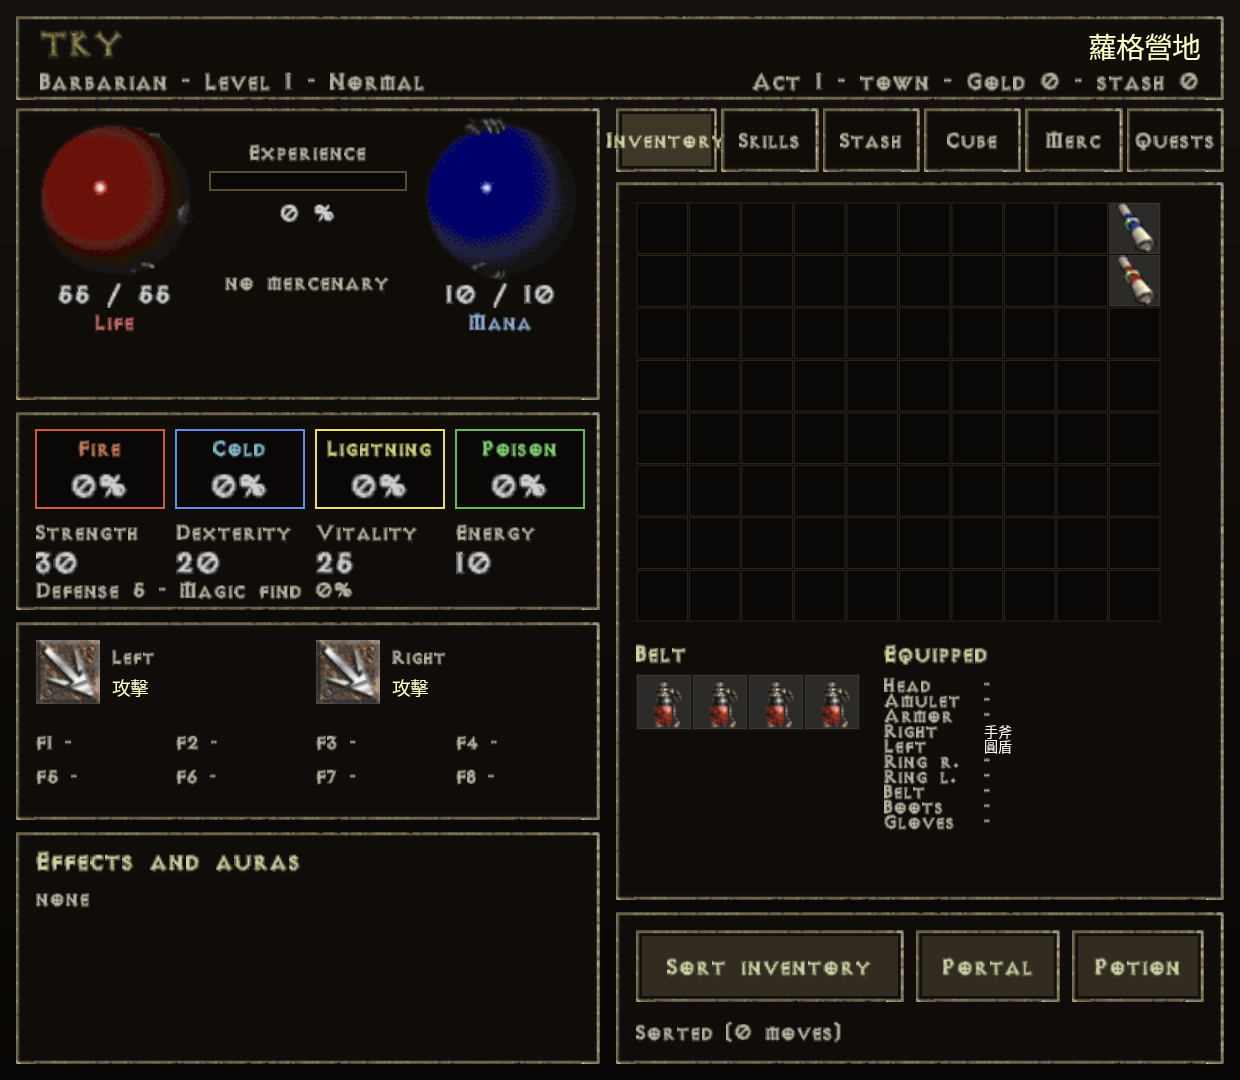 TKY
蘿格營地
Barbarian - Level 1 - Normal
Act 1 - town - Gold 0 - stash 0
Experience
0 %
no mercenary
55 / 55
Life
10 / 10
Mana
Fire
0%
Cold
0%
Lightning
0%
Poison
0%
Strength
30
Dexterity
20
Vitality
25
Energy
10
Defense 5 - Magic find 0%
Left
攻擊
Right
攻擊
F1 -
F2 -
F3 -
F4 -
F5 -
F6 -
F7 -
F8 -
Effects and auras
none
Inventory
Skills
Stash
Cube
Merc
Quests
Belt
Equipped
Head -
Amulet -
Armor -
Right 手斧
Left 圓盾
Ring R. -
Ring L. -
Belt -
Boots -
Gloves -
Sort inventory
Portal
Potion
Sorted (0 moves)